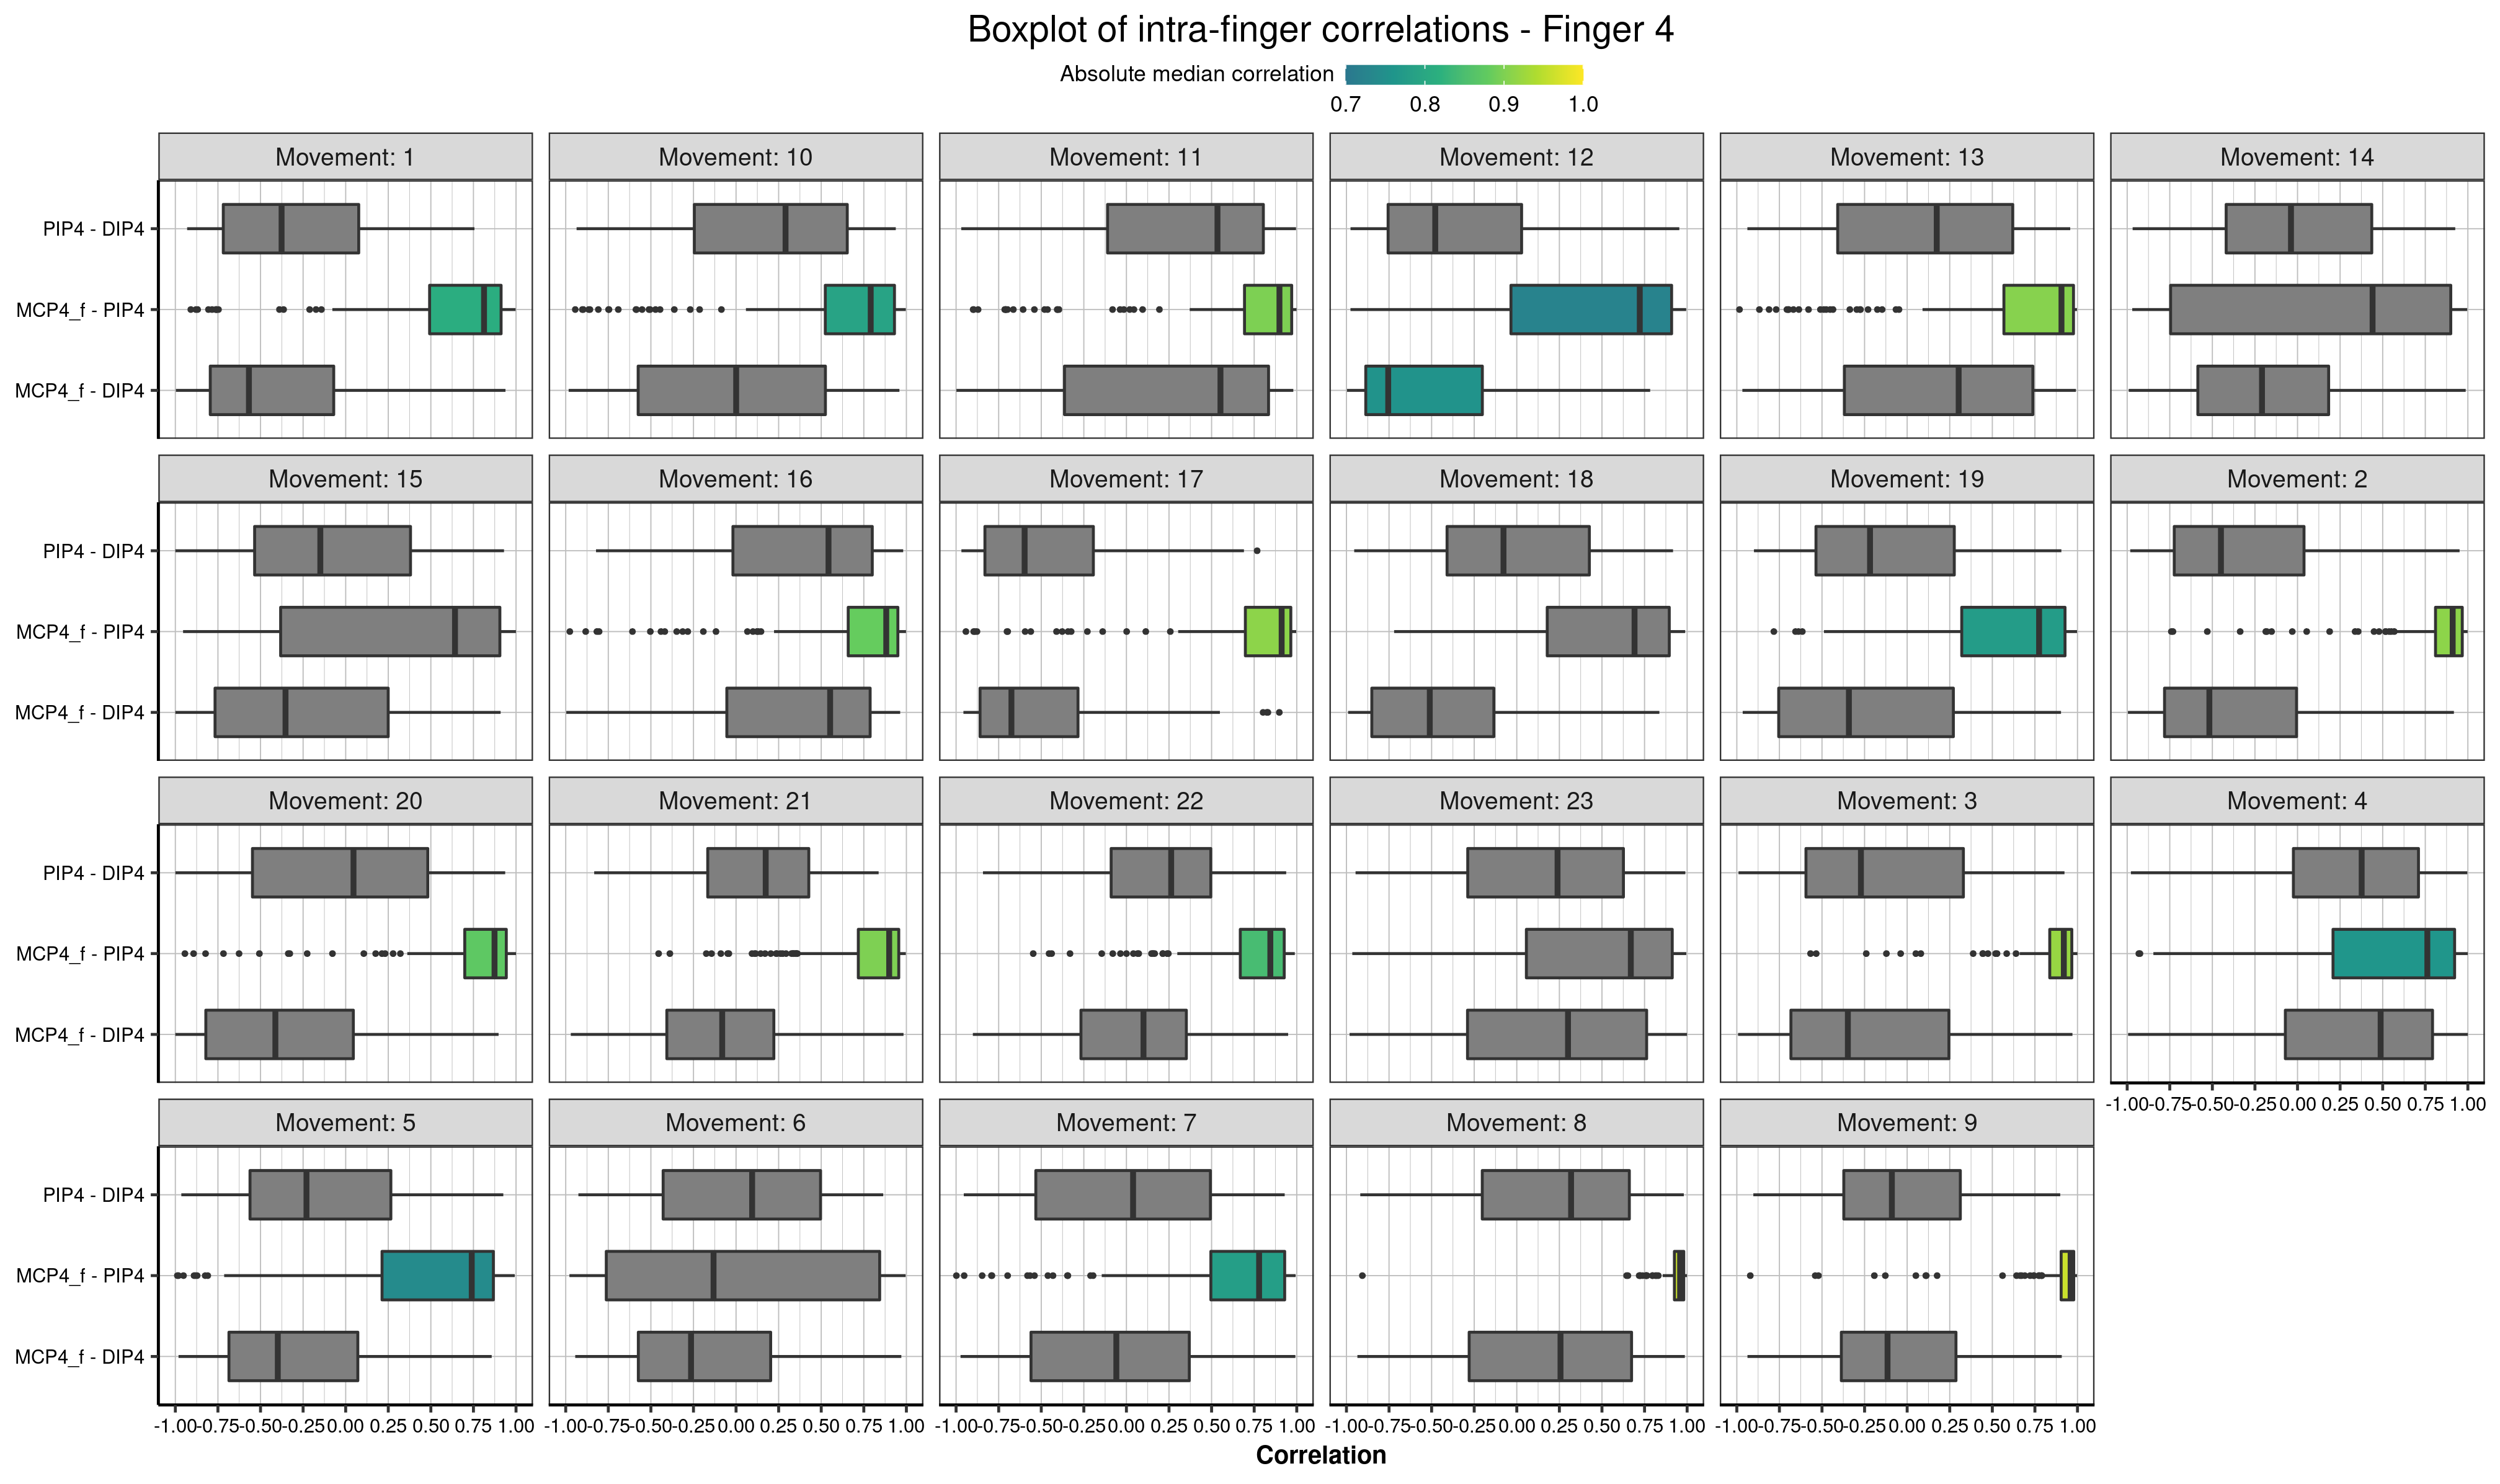 Boxplot of intra-finger correlations - Finger 4
Absolute median correlation
0.7 0.8 0.9 1.0
Movement: 1 Movement: 10 Movement: 11 Movement: 12 Movement: 13 Movement: 14
PIP4 - DIP4
MCP4_f - PIP4
MCP4_f - DIP4
Movement: 15 Movement: 16 Movement: 17 Movement: 18 Movement: 19 Movement: 2
PIP4 - DIP4
MCP4_f - PIP4
MCP4_f - DIP4
Movement: 20 Movement: 21 Movement: 22 Movement: 23 Movement: 3 Movement: 4
PIP4 - DIP4
MCP4_f - PIP4
MCP4_f - DIP4
-1.00 -0.75 -0.50 -0.25 0.00 0.25 0.50 0.75 1.00
Movement: 5 Movement: 6 Movement: 7 Movement: 8 Movement: 9
PIP4 - DIP4
MCP4_f - PIP4
MCP4_f - DIP4
-1.00 -0.75 -0.50 -0.25 0.00 0.25 0.50 0.75 1.00 -1.00 -0.75 -0.50 -0.25 0.00 0.25 0.50 0.75 1.00 -1.00 -0.75 -0.50 -0.25 0.00 0.25 0.50 0.75 1.00 -1.00 -0.75 -0.50 -0.25 0.00 0.25 0.50 0.75 1.00 -1.00 -0.75 -0.50 -0.25 0.00 0.25 0.50 0.75 1.00
Correlation